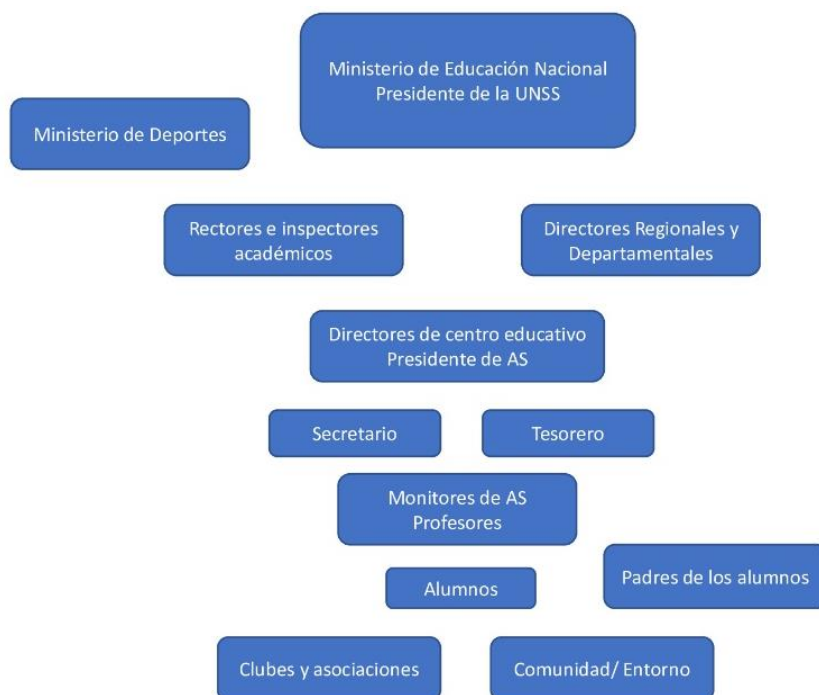 Ministerio de Educación Nacional
Presidente de la UNSS
Ministerio de Deportes
Rectores e inspectores
académicos
Directores Regionales y
Departamentales
Directores de centro educativo
Presidente de AS
Secretario
Tesorero
Monitores de AS
Profesores
Alumnos
Padres de los alumnos
Clubes y asociaciones
Comunidad/ Entorno